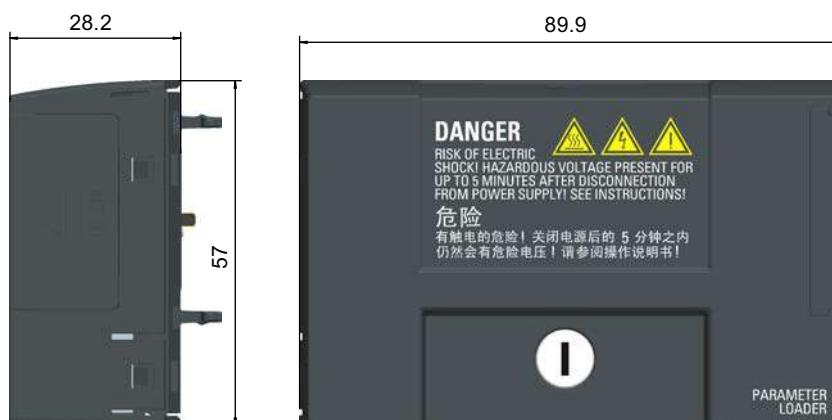 28.2
89.9
57
DANGER
RISK OF ELECTRIC
SHOCK! HAZARDOUS VOLTAGE PRESENT FOR
UP TO 5 MINUTES AFTER DISCONNECTION
FROM POWER SUPPLY! SEE INSTRUCTIONS!
危险
有触电的危险！关闭电源后的 5 分钟之内
仍然会有危险电压！请参阅操作说明书！
PARAMETER
LOADER